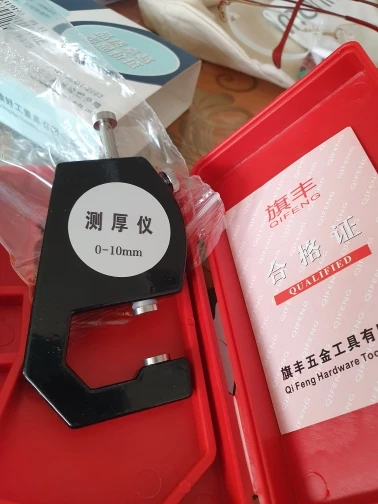 测厚仪
0-10mm
旗丰
QIFENG
合格证
QUALIFIED
旗丰五金工具有
Qi Feng Hardware Too